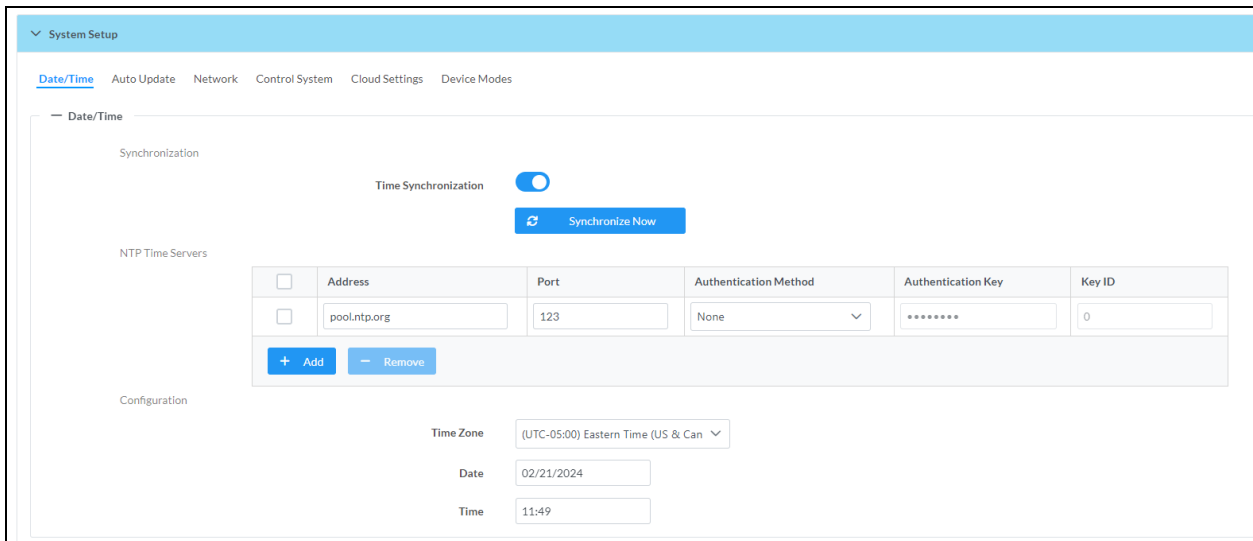 System Setup
Date/Time Auto Update Network Control System Cloud Settings Device Modes
Date/Time
Synchronization
Time Synchronization
Synchronize Now
NTP Time Servers
Address Port Authentication Method Authentication Key Key ID
pool.ntp.org 123 None •••••••• 0
+ Add − Remove
Configuration
Time Zone (UTC-05:00) Eastern Time (US & Can
Date 02/21/2024
Time 11:49